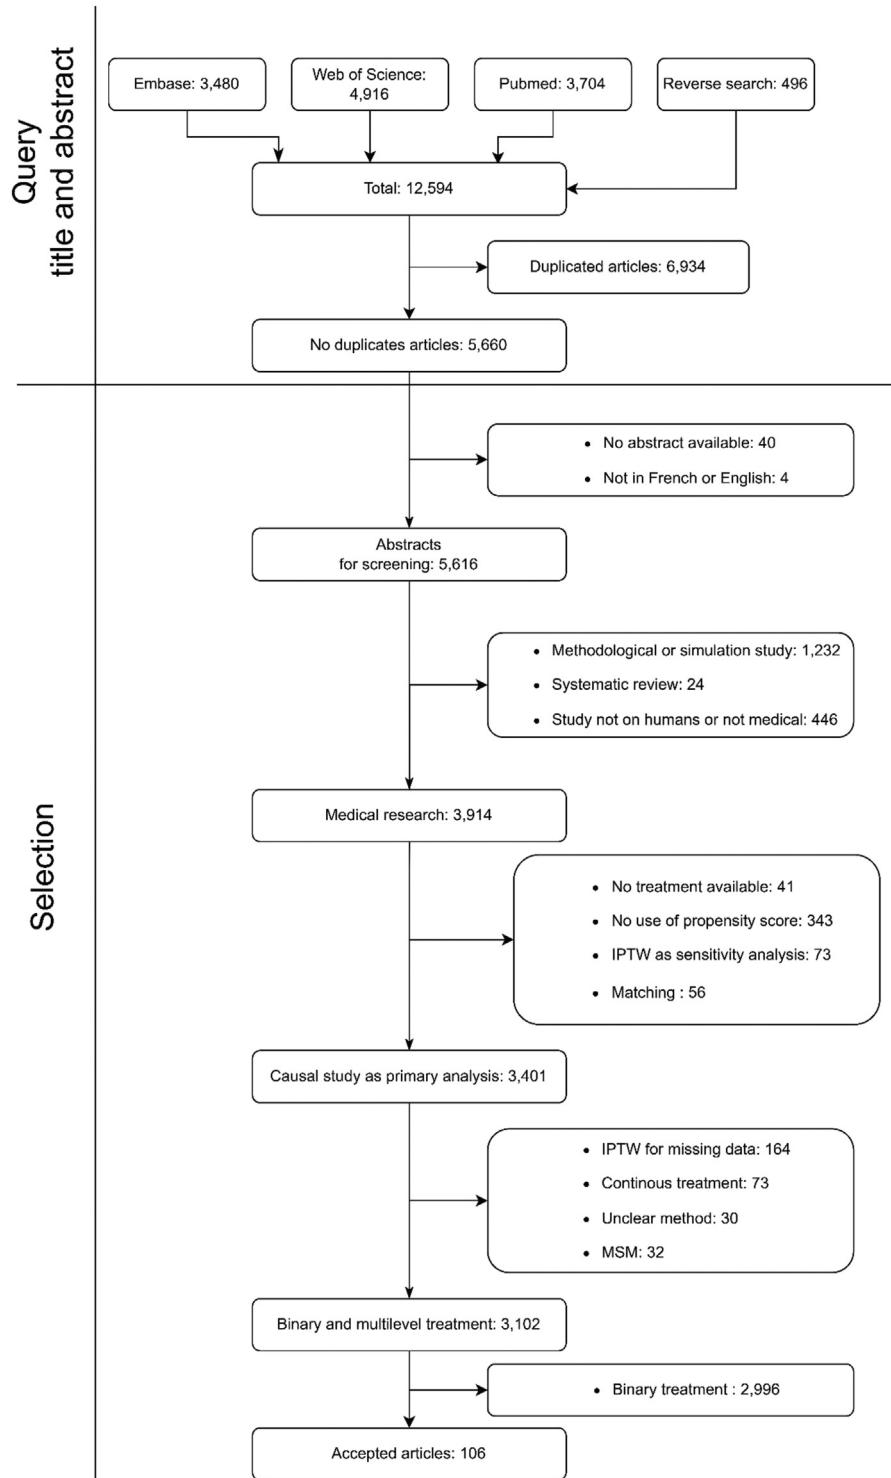 Query
title and abstract
Embase: 3,480
Web of Science:
4,916
Pubmed: 3,704
Reverse search: 496
Total: 12,594
Duplicated articles: 6,934
No duplicates articles: 5,660
Selection
• No abstract available: 40
• Not in French or English: 4
Abstracts
for screening: 5,616
• Methodological or simulation study: 1,232
• Systematic review: 24
• Study not on humans or not medical: 446
Medical research: 3,914
• No treatment available: 41
• No use of propensity score: 343
• IPTW as sensitivity analysis: 73
• Matching : 56
Causal study as primary analysis: 3,401
• IPTW for missing data: 164
• Continous treatment: 73
• Unclear method: 30
• MSM: 32
Binary and multilevel treatment: 3,102
• Binary treatment : 2,996
Accepted articles: 106